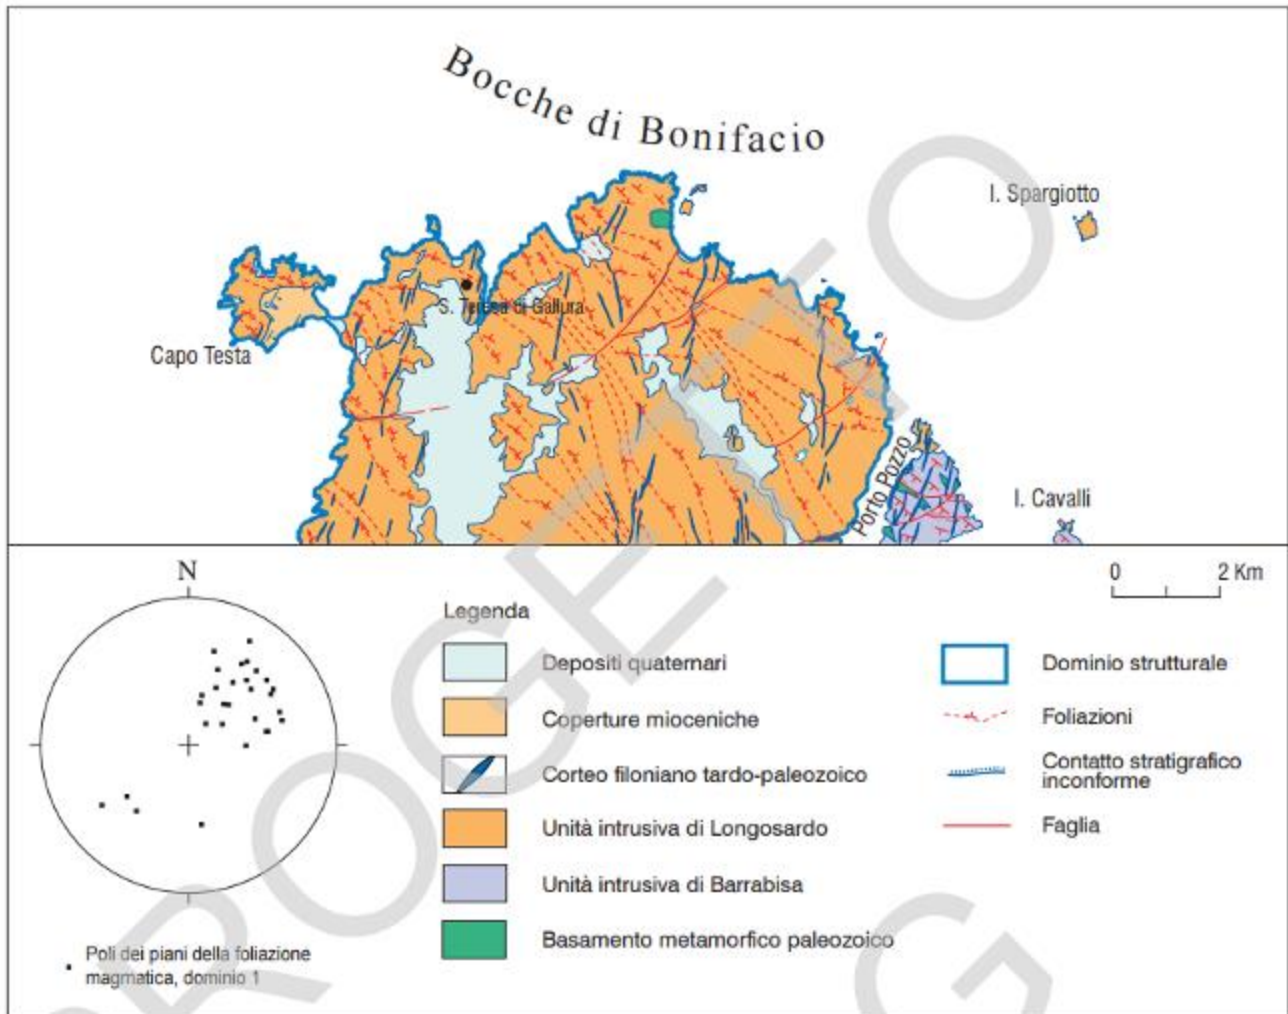 Bocche di Bonifacio
I. Spargiotto
S. Teresa di Gallura
Capo Testa
Porto Pozzo
I. Cavalli
N
0 2 Km
Legenda
Depositi quaternari
Coperture mioceniche
Corteo filoniano tardo-paleozoico
Unità intrusiva di Longosardo
Unità intrusiva di Barrabisa
Basamento metamorfico paleozoico
Dominio strutturale
Foliazioni
Contatto stratigrafico
inconforme
Faglia
Poli dei piani della foliazione
magmatica, dominio 1
PROGETTO
G